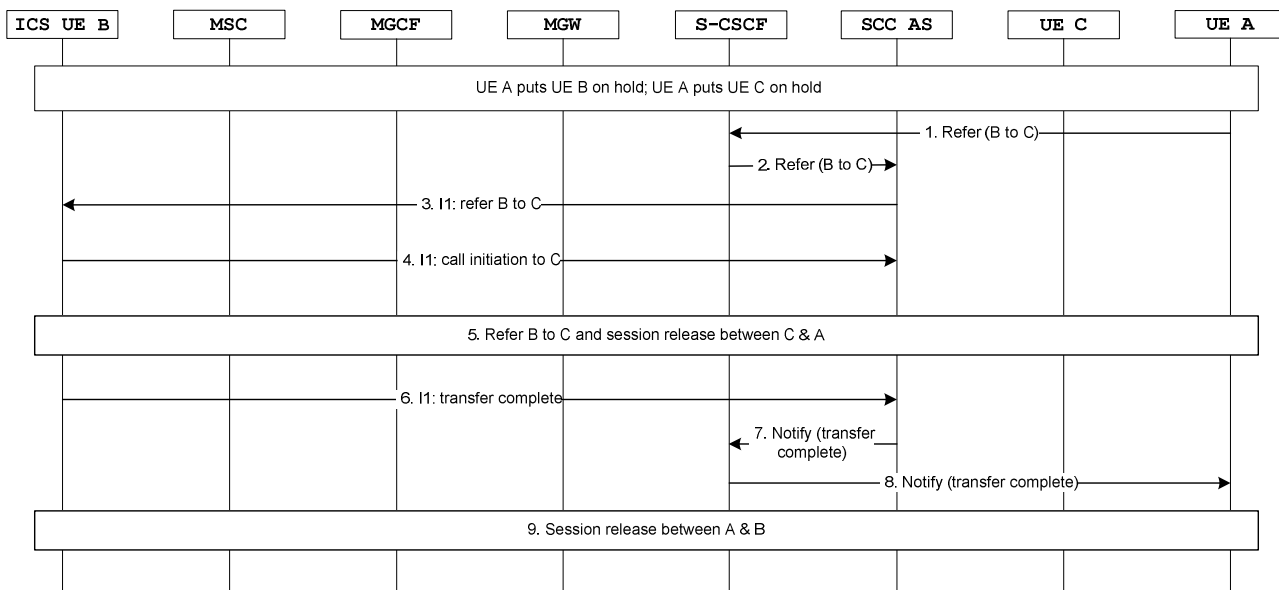 ICS UE B
MSC
MGCF
MGW
S-CSCF
SCC AS
UE C
UE A
UE A puts UE B on hold; UE A puts UE C on hold
1. Refer (B to C)
2. Refer (B to C)
3. I1: refer B to C
4. I1: call initiation to C
5. Refer B to C and session release between C & A
6. I1: transfer complete
7. Notify (transfer
complete)
8. Notify (transfer complete)
9. Session release between A & B